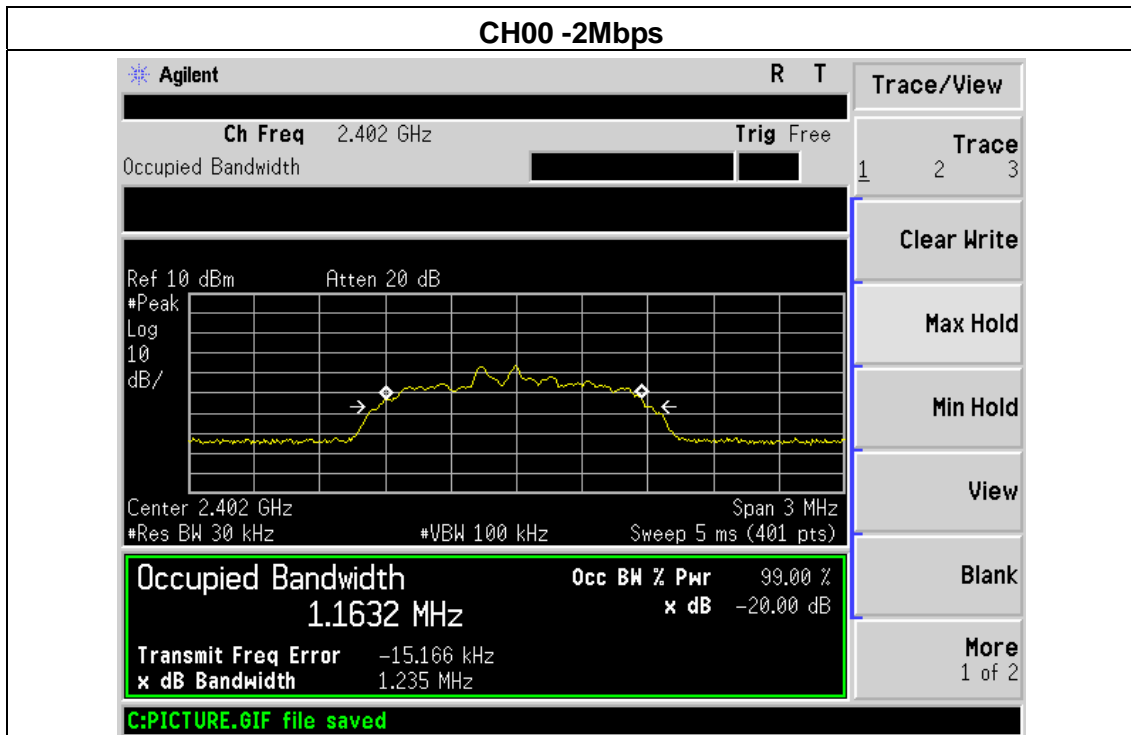 CH00 -2Mbps
Agilent R T
Trace/View
Ch Freq 2.402 GHz Trig Free
Occupied Bandwidth
Trace
1 2 3
Clear Write
Max Hold
Min Hold
View
Blank
More
1 of 2
Ref 10 dBm Atten 20 dB
#Peak
Log
10
dB/
Center 2.402 GHz Span 3 MHz
#Res BW 30 kHz #VBW 100 kHz Sweep 5 ms (401 pts)
Occupied Bandwidth Occ BW % Pwr 99.00 %
1.1632 MHz x dB -20.00 dB
Transmit Freq Error -15.166 kHz
x dB Bandwidth 1.235 MHz
C:PICTURE.GIF file saved